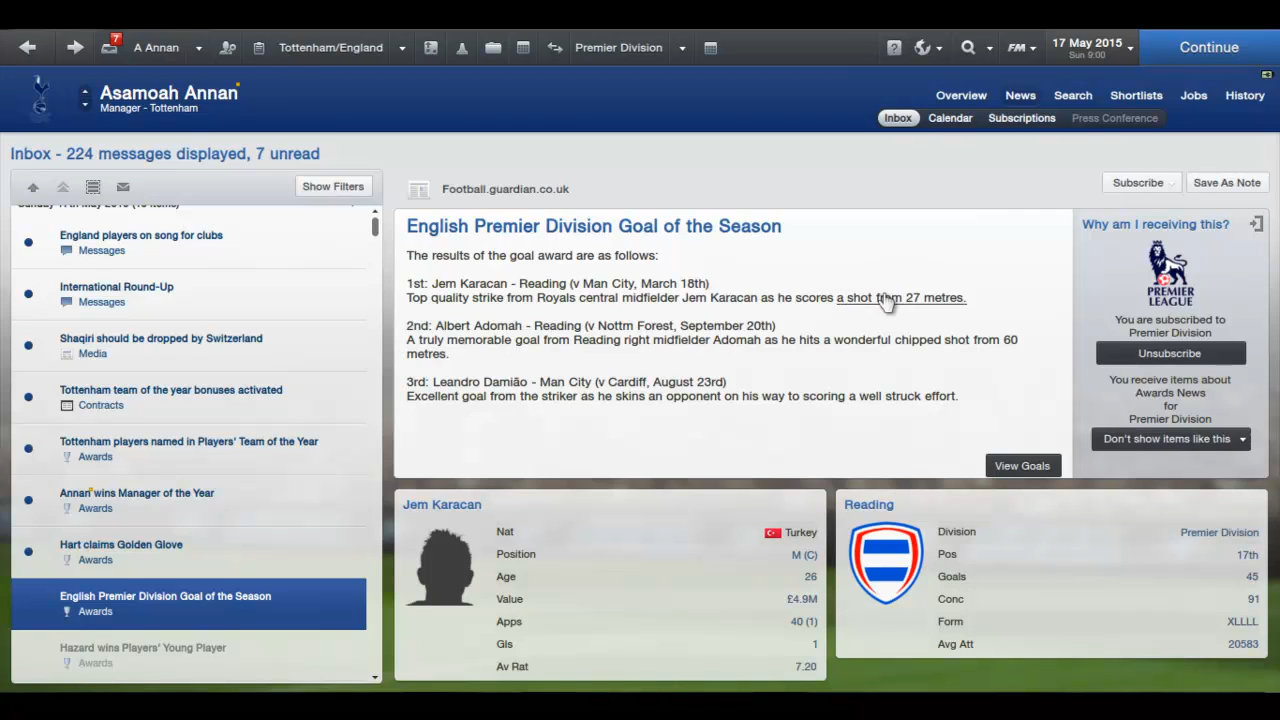 7
A Annan
Tottenham/England
Premier Division
FM
17 May 2015
Sun 9:00
Continue
Asamoah Annan
Manager - Tottenham
Overview
News
Search
Shortlists
Jobs
History
Inbox
Calendar
Subscriptions
Press Conference
Inbox - 224 messages displayed, 7 unread
Show Filters
England players on song for clubs
Messages
International Round-Up
Messages
Shaqiri should be dropped by Switzerland
Media
Tottenham team of the year bonuses activated
Contracts
Tottenham players named in Players' Team of the Year
Awards
Annan wins Manager of the Year
Awards
Hart claims Golden Glove
Awards
English Premier Division Goal of the Season
Awards
Hazard wins Players' Young Player
Awards
Football.guardian.co.uk
Subscribe
Save As Note
English Premier Division Goal of the Season
The results of the goal award are as follows:
1st: Jem Karacan - Reading (v Man City, March 18th)
Top quality strike from Royals central midfielder Jem Karacan as he scores a shot from 27 metres.
2nd: Albert Adomah - Reading (v Nottm Forest, September 20th)
A truly memorable goal from Reading right midfielder Adomah as he hits a wonderful chipped shot from 60
metres.
3rd: Leandro Damião - Man City (v Cardiff, August 23rd)
Excellent goal from the striker as he skins an opponent on his way to scoring a well struck effort.
View Goals
Why am I receiving this?
PREMIER
LEAGUE
You are subscribed to
Premier Division
Unsubscribe
You receive items about
Awards News
for
Premier Division
Don't show items like this
Jem Karacan
Nat Turkey
Position M (C)
Age 26
Value £4.9M
Apps 40 (1)
Gls 1
Av Rat 7.20
Reading
Division Premier Division
Pos 17th
Goals 45
Conc 91
Form XLLLL
Avg Att 20583